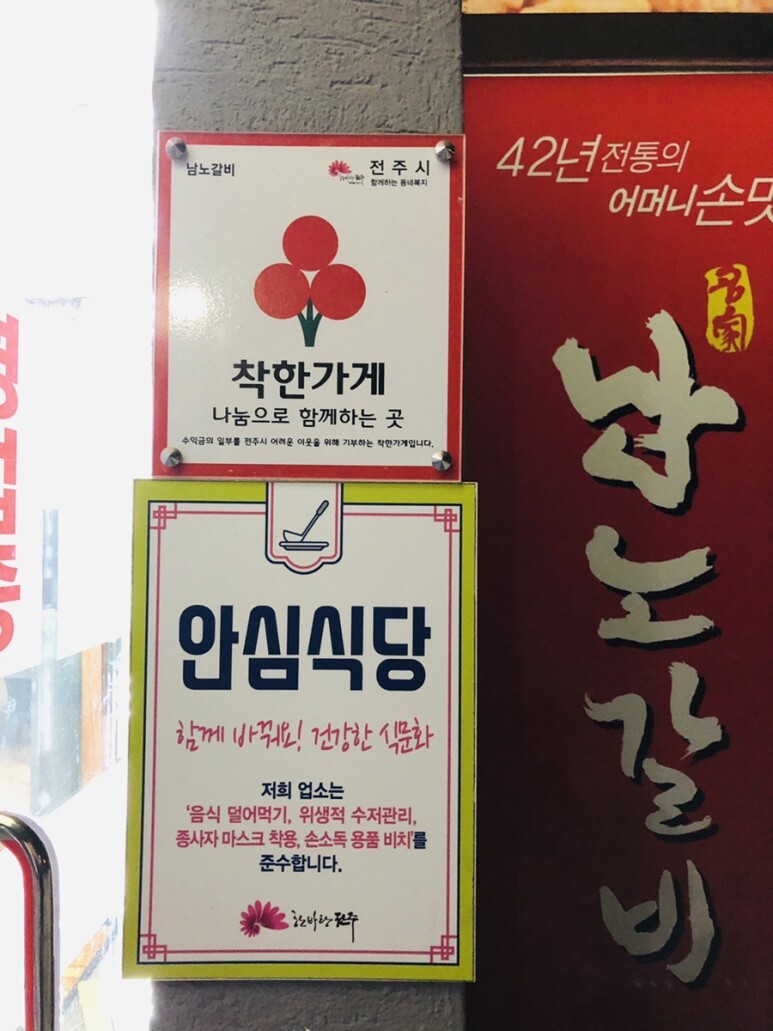 남노갈비
전주시
함께하는 동네복지
착한가게
나눔으로 함께하는 곳
수익금의 일부를 전주시 어려운 이웃을 위해 기부하는 착한가게입니다.
안심식당
함께 바꿔요! 건강한 식문화
저희 업소는
'음식 덜어먹기, 위생적 수저관리,
종사자 마스크 착용, 손소독 용품 비치'를
준수합니다.
한바탕전주
42년 전통의
어머니 손맛
名家
남노갈비